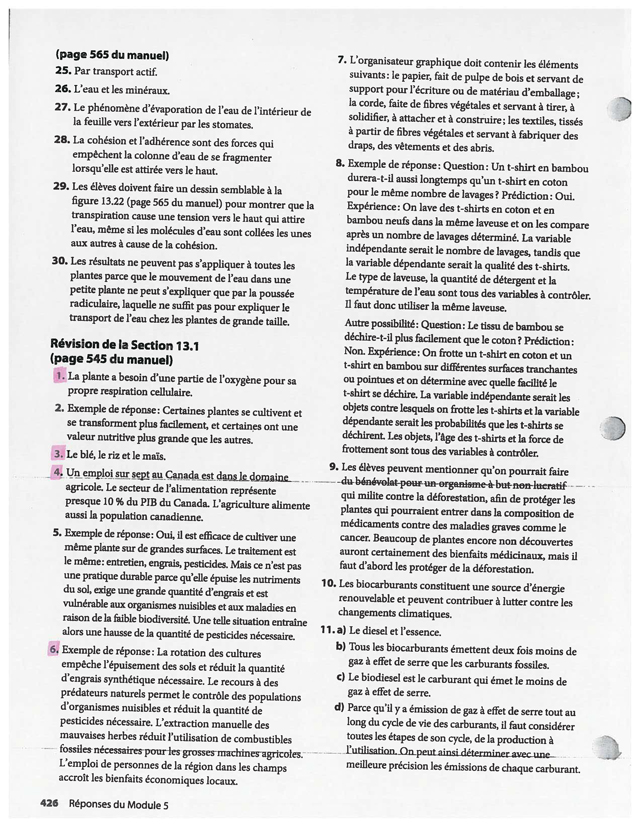 (page 565 du manuel)
25. Par transport actif.
26. L'eau et les minéraux.
27. Le phénomène d'évaporation de l'eau de l'intérieur de
la feuille vers l'extérieur par les stomates.
28. La cohésion et l'adhérence sont des forces qui
empêchent la colonne d'eau de se fragmenter
lorsqu'elle est attirée vers le haut.
29. Les élèves doivent faire un dessin semblable à la
figure 13.22 (page 565 du manuel) pour montrer que la
transpiration cause une tension vers le haut qui attire
l'eau, même si les molécules d'eau sont collées les unes
aux autres à cause de la cohésion.
30. Les résultats ne peuvent pas s'appliquer à toutes les
plantes parce que le mouvement de l'eau dans une
petite plante ne peut s'expliquer que par la poussée
radiculaire, laquelle ne suffit pas pour expliquer le
transport de l'eau chez les plantes de grande taille.
Révision de la Section 13.1
(page 545 du manuel)
1. La plante a besoin d'une partie de l'oxygène pour sa
propre respiration cellulaire.
2. Exemple de réponse : Certaines plantes se cultivent et
se transforment plus facilement, et certaines ont une
valeur nutritive plus grande que les autres.
3. Le blé, le riz et le maïs.
4. Un emploi sur sept au Canada est dans le domaine
agricole. Le secteur de l'alimentation représente
presque 10 % du PIB du Canada. L'agriculture alimente
aussi la population canadienne.
5. Exemple de réponse : Oui, il est efficace de cultiver une
même plante sur de grandes surfaces. Le traitement est
le même : entretien, engrais, pesticides. Mais ce n'est pas
une pratique durable parce qu'elle épuise les nutriments
du sol, exige une grande quantité d'engrais et est
vulnérable aux organismes nuisibles et aux maladies en
raison de la faible biodiversité. Une telle situation entraîne
alors une hausse de la quantité de pesticides nécessaire.
6. Exemple de réponse : La rotation des cultures
empêche l'épuisement des sols et réduit la quantité
d'engrais synthétique nécessaire. Le recours à des
prédateurs naturels permet le contrôle des populations
d'organismes nuisibles et réduit la quantité de
pesticides nécessaire. L'extraction manuelle des
mauvaises herbes réduit l'utilisation de combustibles
fossiles nécessaires pour les grosses machines agricoles.
L'emploi de personnes de la région dans les champs
accroît les bienfaits économiques locaux.
7. L'organisateur graphique doit contenir les éléments
suivants : le papier, fait de pulpe de bois et servant de
support pour l'écriture ou de matériau d'emballage ;
la corde, faite de fibres végétales et servant à tirer, à
solidifier, à attacher et à construire ; les textiles, tissés
à partir de fibres végétales et servant à fabriquer des
draps, des vêtements et des abris.
8. Exemple de réponse : Question : Un t-shirt en bambou
durera-t-il aussi longtemps qu'un t-shirt en coton
pour le même nombre de lavages ? Prédiction : Oui.
Expérience : On lave des t-shirts en coton et en
bambou neufs dans la même laveuse et on les compare
après un nombre de lavages déterminé. La variable
indépendante serait le nombre de lavages, tandis que
la variable dépendante serait la qualité des t-shirts.
Le type de laveuse, la quantité de détergent et la
température de l'eau sont tous des variables à contrôler.
Il faut donc utiliser la même laveuse.
Autre possibilité : Question : Le tissu de bambou se
déchire-t-il plus facilement que le coton ? Prédiction :
Non. Expérience : On frotte un t-shirt en coton et un
t-shirt en bambou sur différentes surfaces tranchantes
ou pointues et on détermine avec quelle facilité le
t-shirt se déchire. La variable indépendante serait les
objets contre lesquels on frotte les t-shirts et la variable
dépendante serait les probabilités que les t-shirts se
déchirent. Les objets, l'âge des t-shirts et la force de
frottement sont tous des variables à contrôler.
9. Les élèves peuvent mentionner qu'on pourrait faire
du bénévolat pour un organisme à but non lucratif
qui milite contre la déforestation, afin de protéger les
plantes qui pourraient entrer dans la composition de
médicaments contre des maladies graves comme le
cancer. Beaucoup de plantes encore non découvertes
auront certainement des bienfaits médicinaux, mais il
faut d'abord les protéger de la déforestation.
10. Les biocarburants constituent une source d'énergie
renouvelable et peuvent contribuer à lutter contre les
changements climatiques.
11. a) Le diesel et l'essence.
b) Tous les biocarburants émettent deux fois moins de
gaz à effet de serre que les carburants fossiles.
c) Le biodiesel est le carburant qui émet le moins de
gaz à effet de serre.
d) Parce qu'il y a émission de gaz à effet de serre tout au
long du cycle de vie des carburants, il faut considérer
toutes les étapes de son cycle, de la production à
l'utilisation. On peut ainsi déterminer avec une
meilleure précision les émissions de chaque carburant.
426 Réponses du Module 5